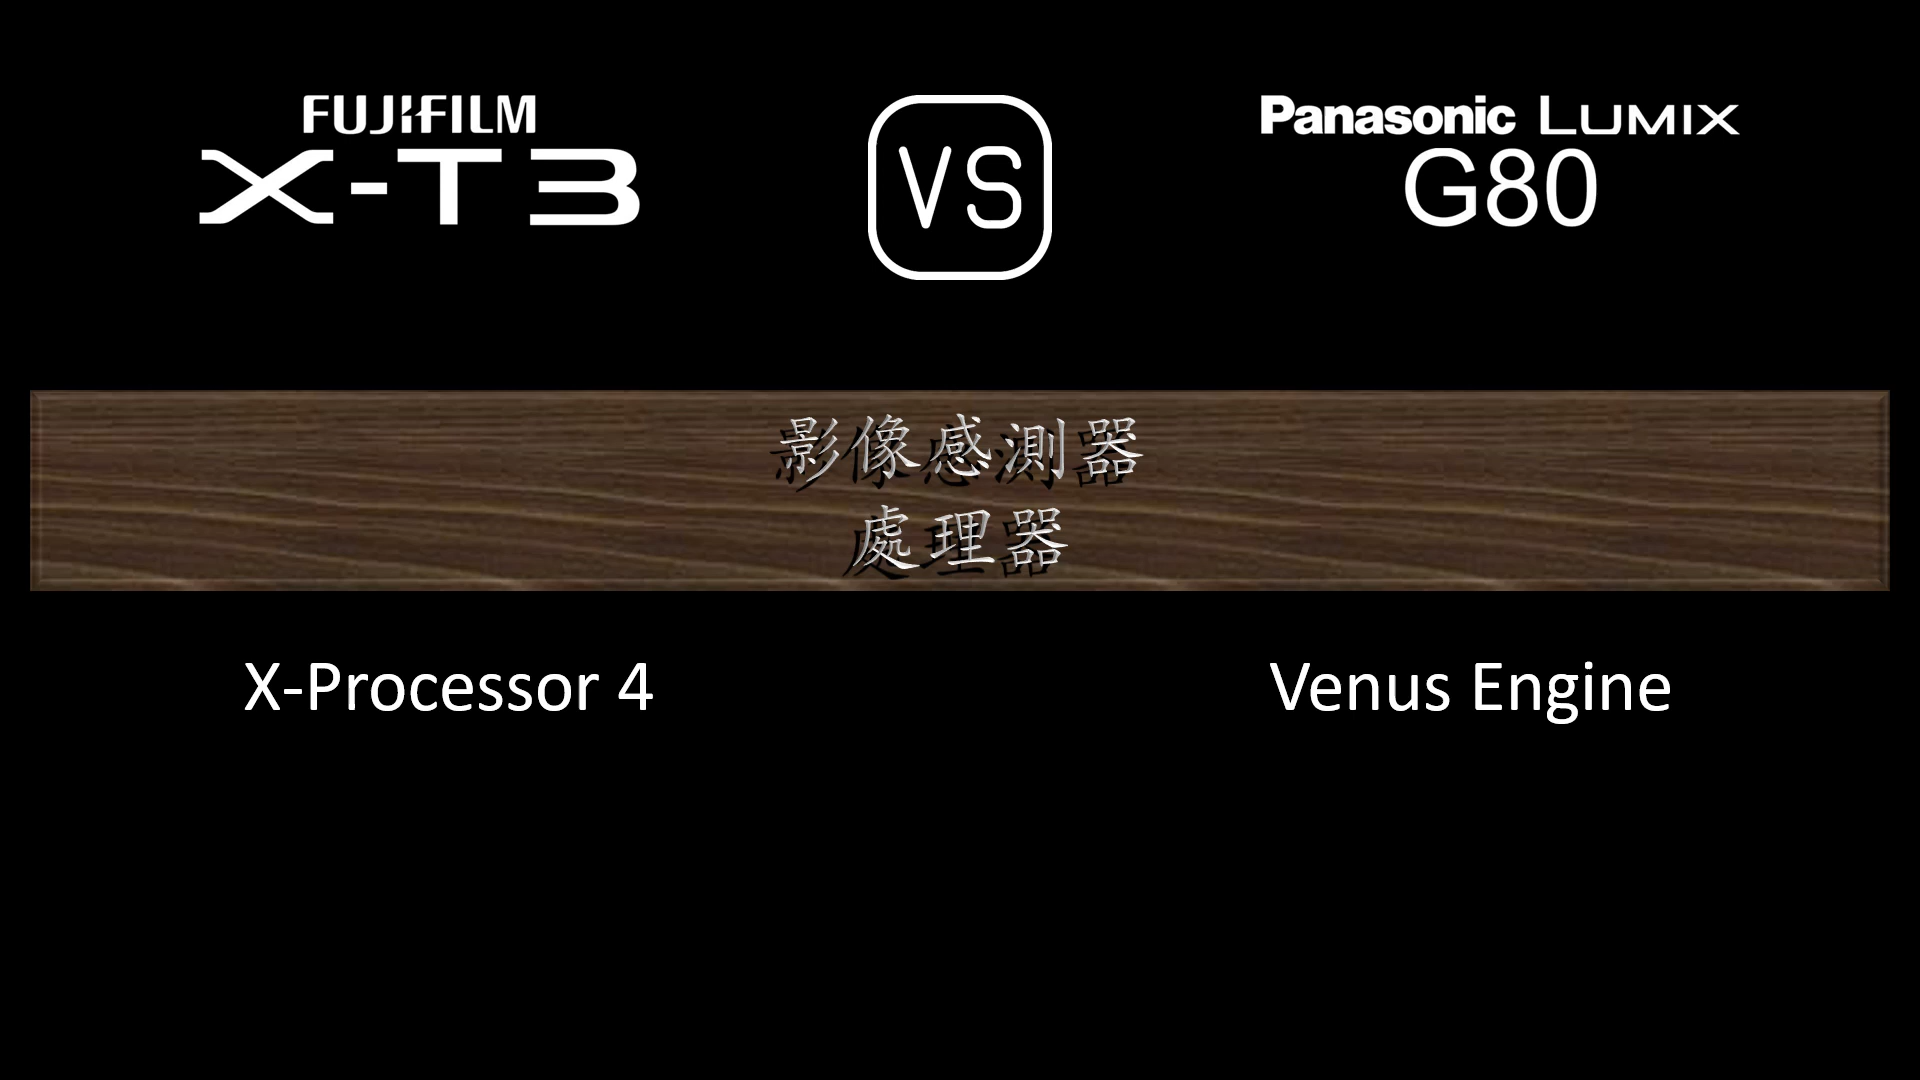 FUJIFILM
X-T3
VS
Panasonic LUMIX
G80
影像感測器
處理器
X-Processor 4
Venus Engine